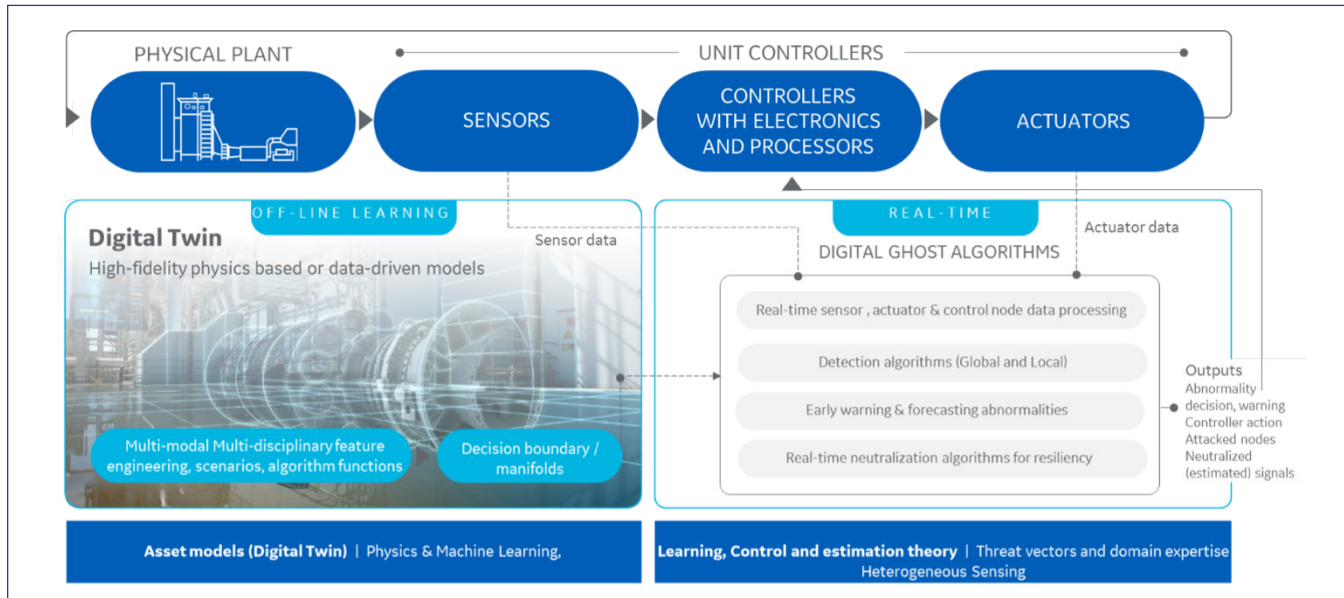 PHYSICAL PLANT
UNIT CONTROLLERS
SENSORS
CONTROLLERS
WITH ELECTRONICS
AND PROCESSORS
ACTUATORS
OFF-LINE LEARNING
Digital Twin
High-fidelity physics based or data-driven models
Sensor data
Multi-modal Multi-disciplinary feature
engineering, scenarios, algorithm functions
Decision boundary /
manifolds
REAL-TIME
Actuator data
DIGITAL GHOST ALGORITHMS
Real-time sensor , actuator & control node data processing
Detection algorithms (Global and Local)
Early warning & forecasting abnormalities
Real-time neutralization algorithms for resiliency
Outputs
Abnormality
decision, warning
Controller action
Attacked nodes
Neutralized
(estimated) signals
Asset models (Digital Twin) | Physics & Machine Learning,
Learning, Control and estimation theory | Threat vectors and domain expertise
Heterogeneous Sensing